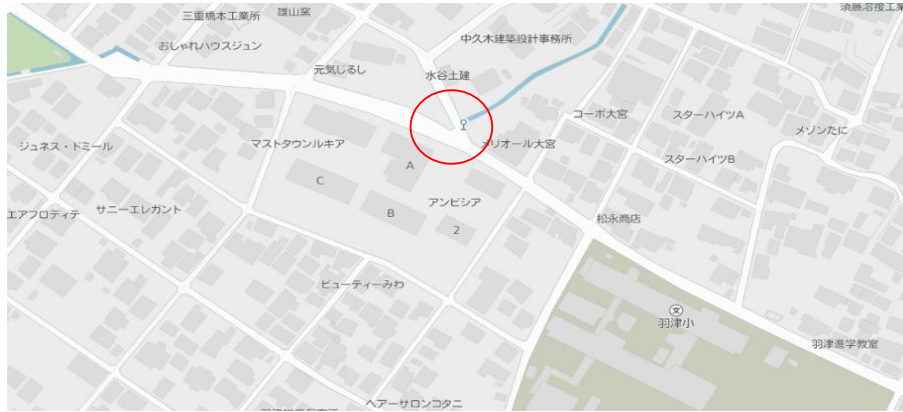 三重橋本工業所
雄山窯
須藤溶接工業
おしゃれハウスジュン
中久木建築設計事務所
元気じるし
水谷土建
コーポ大宮
スターハイツA
メゾンたに
ジュネス・ドミール
マストタウンルキア
メリオール大宮
A
スターハイツB
C
エアフロディテ
サニーエレガント
アンビシア
B
2
松永商店
ビューティーみわ
文
羽津小
羽津進学教室
ヘアーサロンコタニ